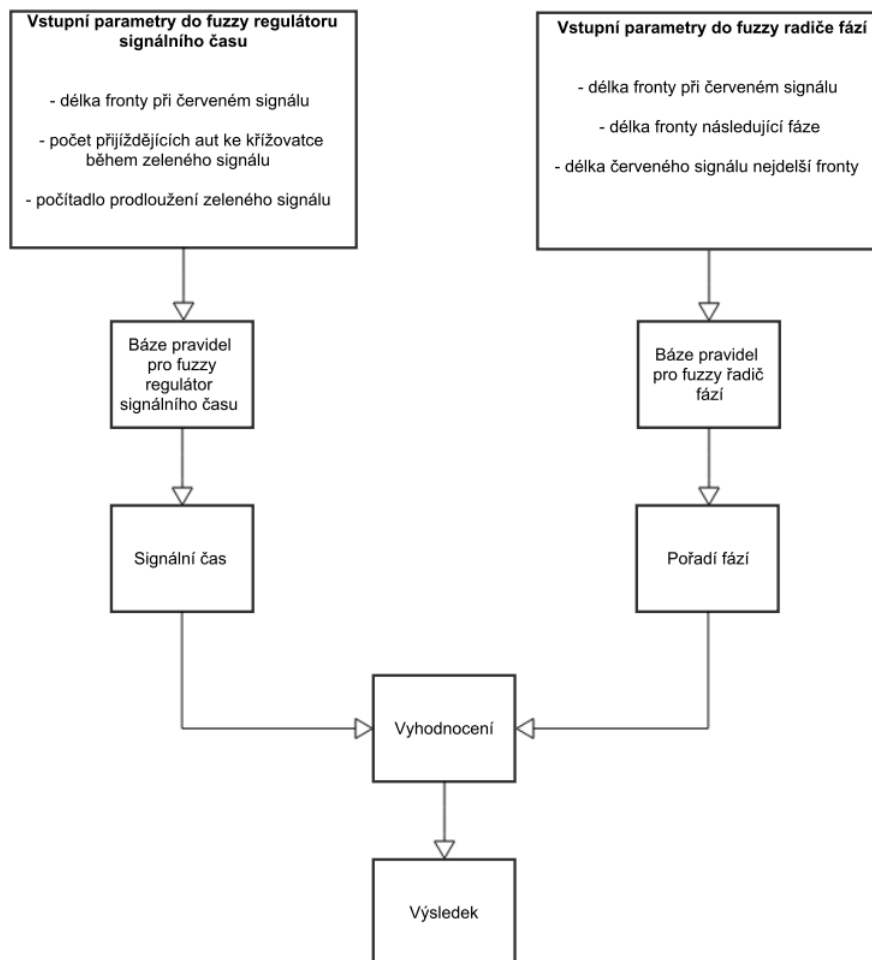 Vstupní parametry do fuzzy regulátoru
signálního času
- délka fronty při červeném signálu
- počet přijíždějících aut ke křížovatce
během zeleného signálu
- počítadlo prodloužení zeleného signálu
Vstupní parametry do fuzzy radiče fází
- délka fronty při červeném signálu
- délka fronty následující fáze
- délka červeného signálu nejdelší fronty
Báze pravidel
pro fuzzy
regulátor
signálního času
Báze pravidel
pro fuzzy řadič
fází
Signální čas
Pořadí fází
Vyhodnocení
Výsledek